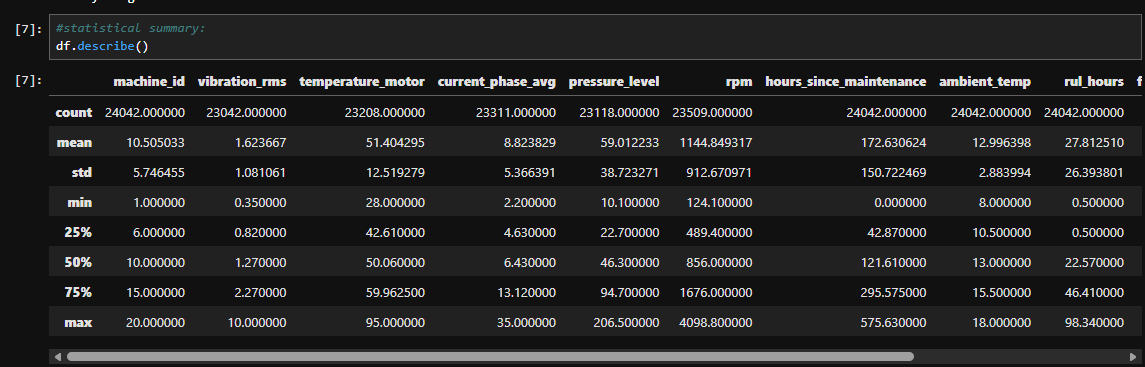 [7]: #statistical summary:
df.describe()
[7]: machine_id vibration_rms temperature_motor current_phase_avg pressure_level rpm hours_since_maintenance ambient_temp rul_hours f
count 24042.000000 23042.000000 23208.000000 23311.000000 23118.000000 23509.000000 24042.000000 24042.000000 24042.000000
mean 10.505033 1.623667 51.404295 8.823829 59.012233 1144.849317 172.630624 12.996398 27.812510
std 5.746455 1.081061 12.519279 5.366391 38.723271 912.670971 150.722469 2.883994 26.393801
min 1.000000 0.350000 28.000000 2.200000 10.100000 124.100000 0.000000 8.000000 0.500000
25% 6.000000 0.820000 42.610000 4.630000 22.700000 489.400000 42.870000 10.500000 0.500000
50% 10.000000 1.270000 50.060000 6.430000 46.300000 856.000000 121.610000 13.000000 22.570000
75% 15.000000 2.270000 59.962500 13.120000 94.700000 1676.000000 295.575000 15.500000 46.410000
max 20.000000 10.000000 95.000000 35.000000 206.500000 4098.800000 575.630000 18.000000 98.340000